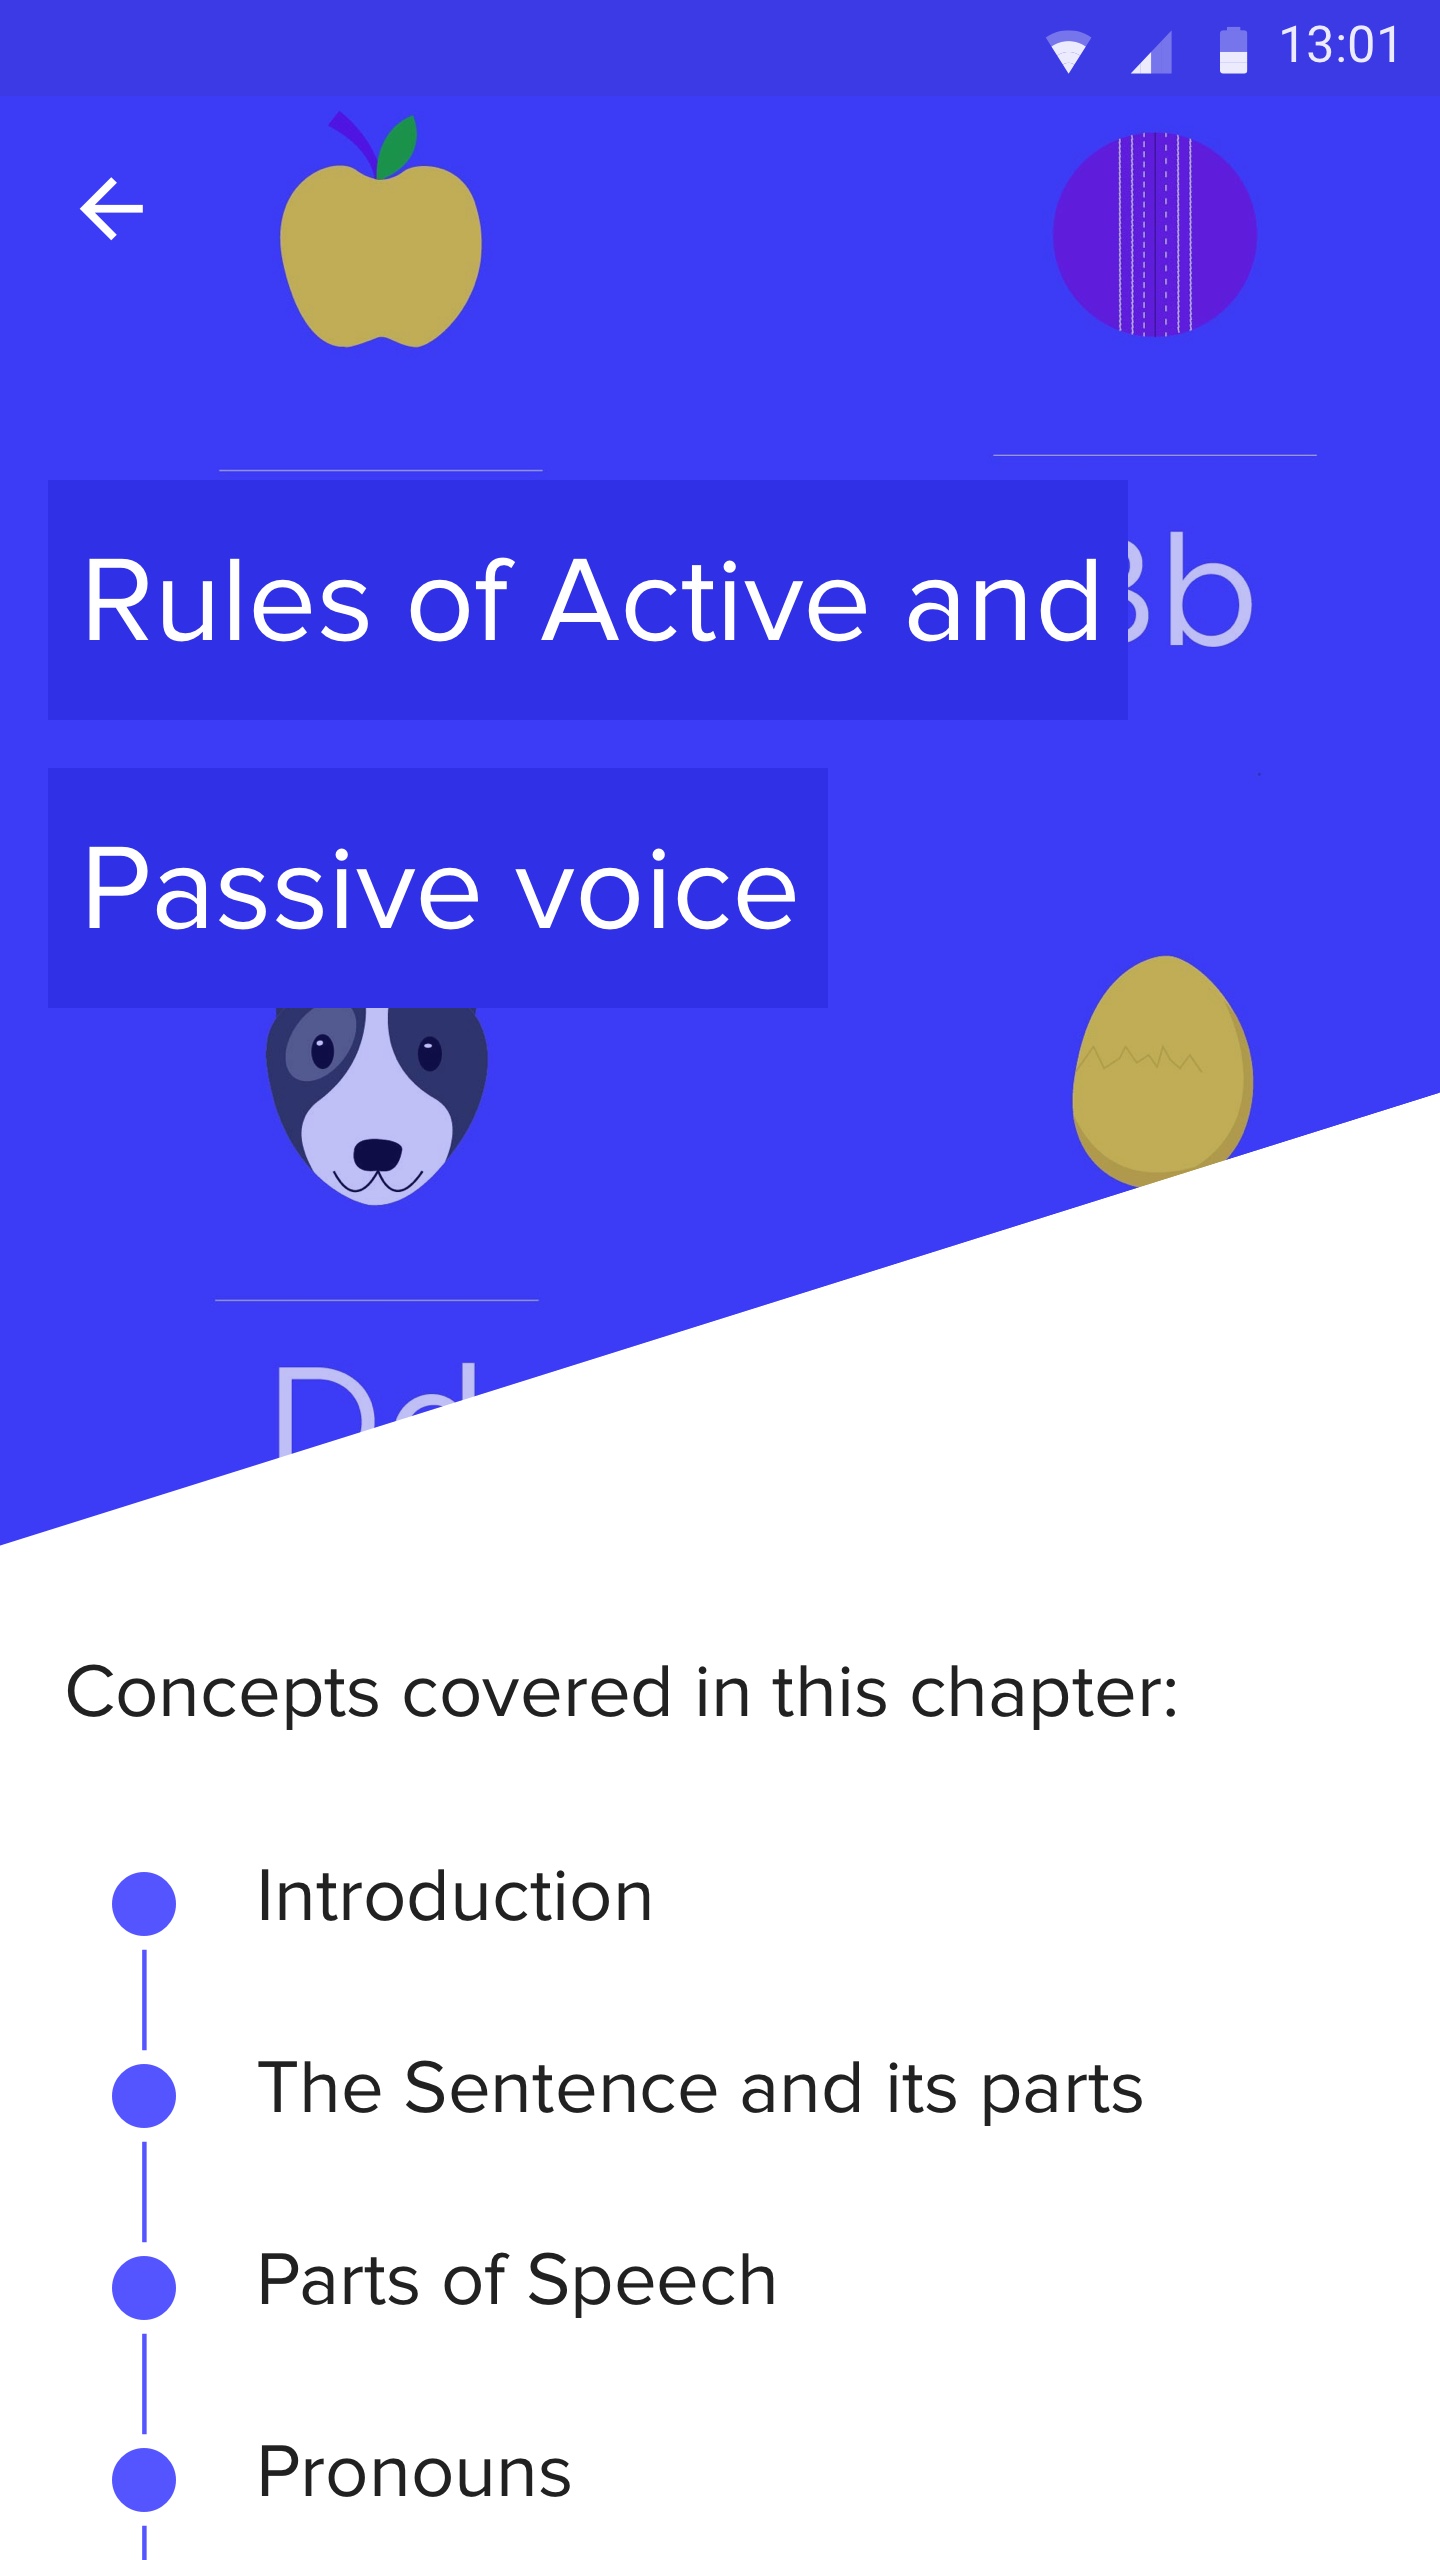 13:01
Rules of Active and
Bb
Passive voice
Dd
Concepts covered in this chapter:
Introduction
The Sentence and its parts
Parts of Speech
Pronouns